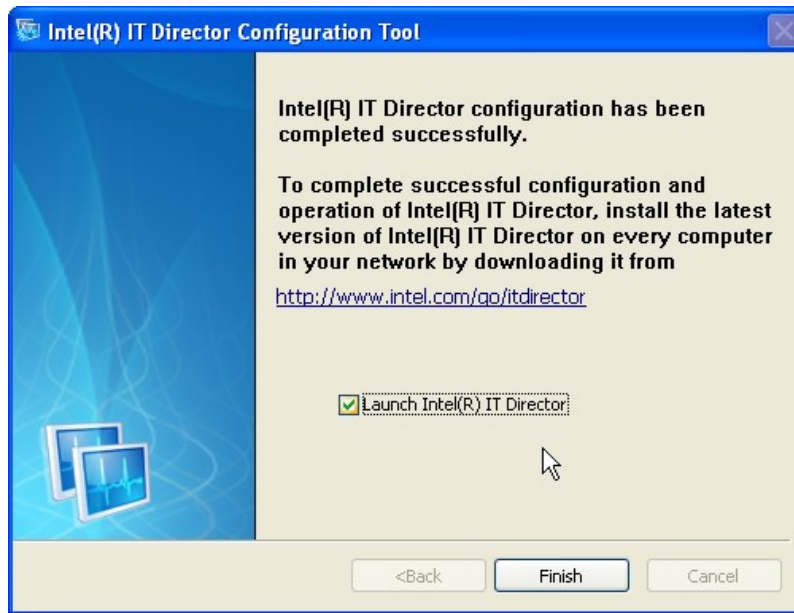 Intel(R) IT Director Configuration Tool
Intel(R) IT Director configuration has been
completed successfully.
To complete successful configuration and
operation of Intel(R) IT Director, install the latest
version of Intel(R) IT Director on every computer
in your network by downloading it from
http://www.intel.com/go/itdirector
Launch Intel(R) IT Director
<Back
Finish
Cancel